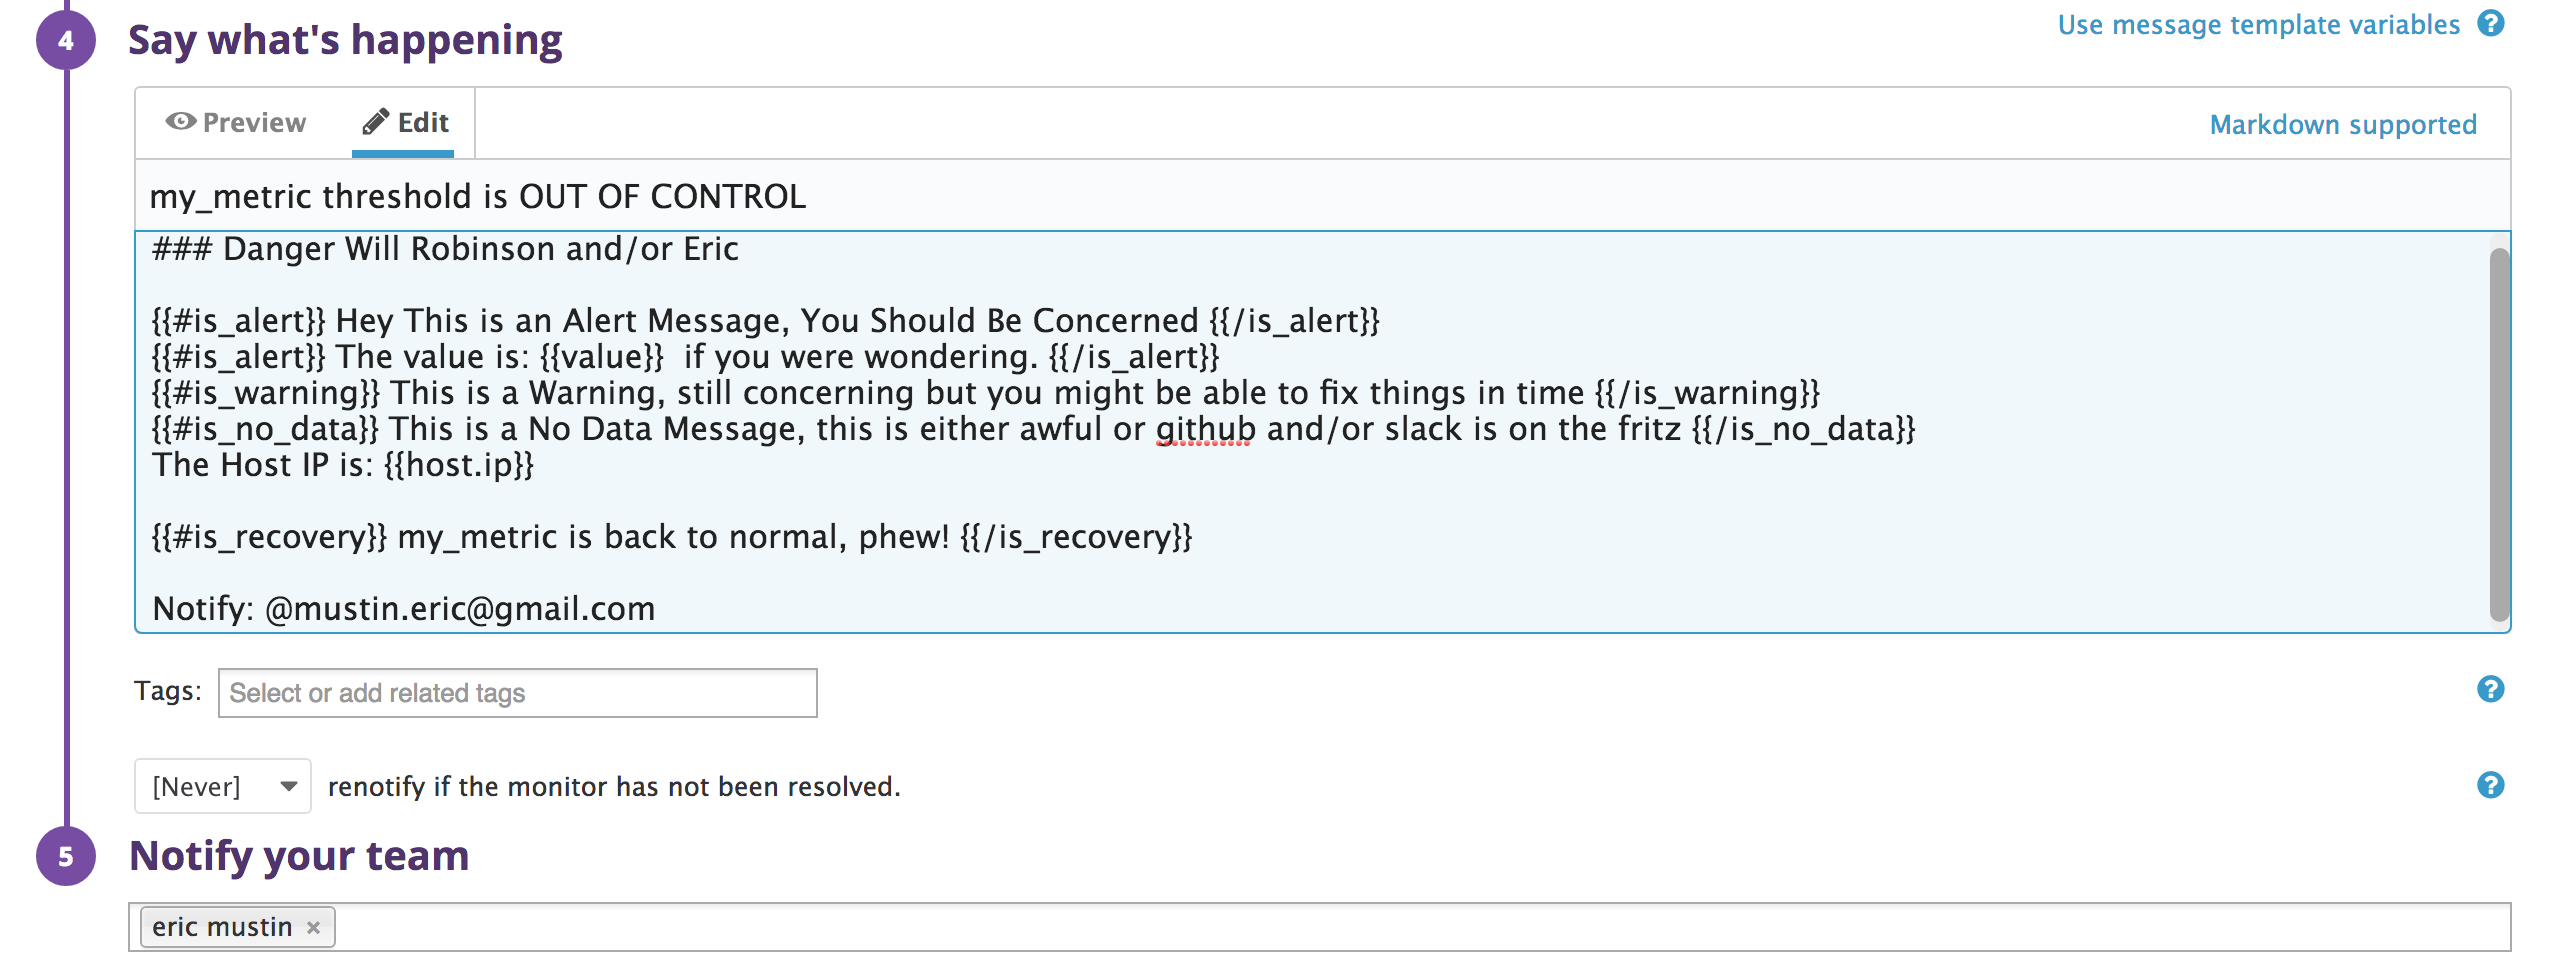 4 Say what's happening
Use message template variables ?
Preview Edit
Markdown supported
my_metric threshold is OUT OF CONTROL
### Danger Will Robinson and/or Eric
{{#is_alert}} Hey This is an Alert Message, You Should Be Concerned {{/is_alert}}
{{#is_alert}} The value is: {{value}}  if you were wondering. {{/is_alert}}
{{#is_warning}} This is a Warning, still concerning but you might be able to fix things in time {{/is_warning}}
{{#is_no_data}} This is a No Data Message, this is either awful or github and/or slack is on the fritz {{/is_no_data}}
The Host IP is: {{host.ip}}
{{#is_recovery}} my_metric is back to normal, phew! {{/is_recovery}}
Notify: @mustin.eric@gmail.com
Tags: Select or add related tags ?
[Never] renotify if the monitor has not been resolved. ?
5 Notify your team
eric mustin ×